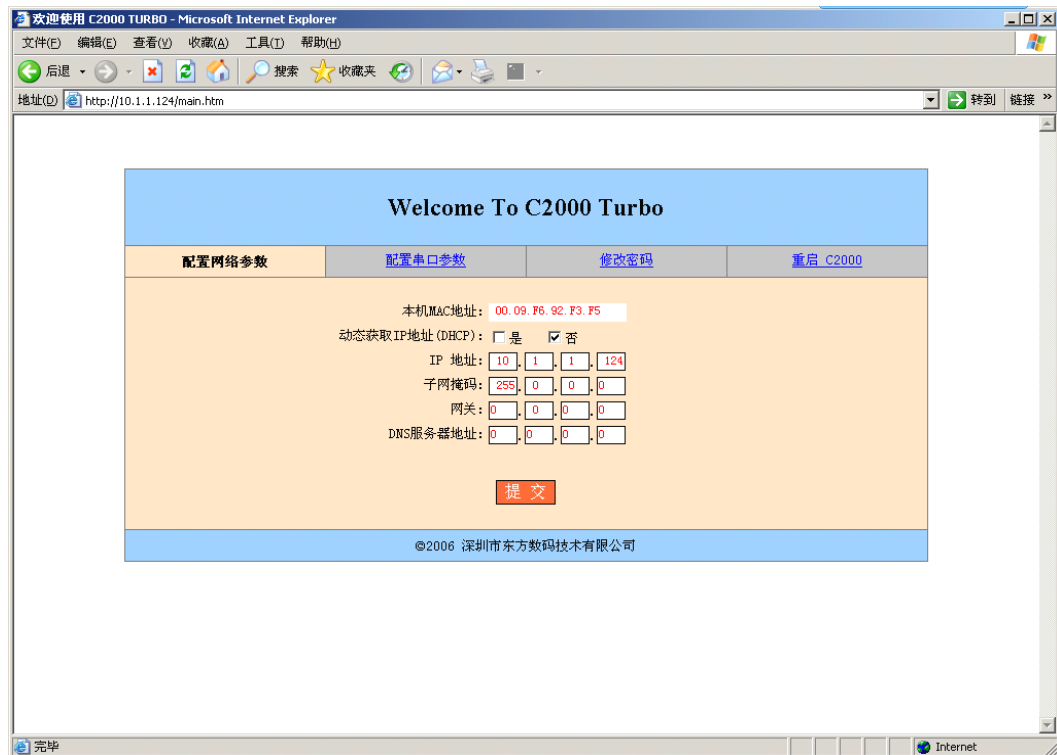 欢迎使用 C2000 TURBO - Microsoft Internet Explorer
文件(F) 编辑(E) 查看(V) 收藏(A) 工具(T) 帮助(H)
后退 搜索 收藏夹
地址(D) http://10.1.1.124/main.htm 转到 链接 »
Welcome To C2000 Turbo
配置网络参数 配置串口参数 修改密码 重启 C2000
本机MAC地址: 00.09.F6.92.F3.F5
动态获取IP地址(DHCP): 是 否
IP 地址: 10. 1. 1. 124
子网掩码: 255. 0. 0. 0
网关: 0. 0. 0. 0
DNS服务器地址: 0. 0. 0. 0
提 交
©2006 深圳市东方数码技术有限公司
完毕 Internet